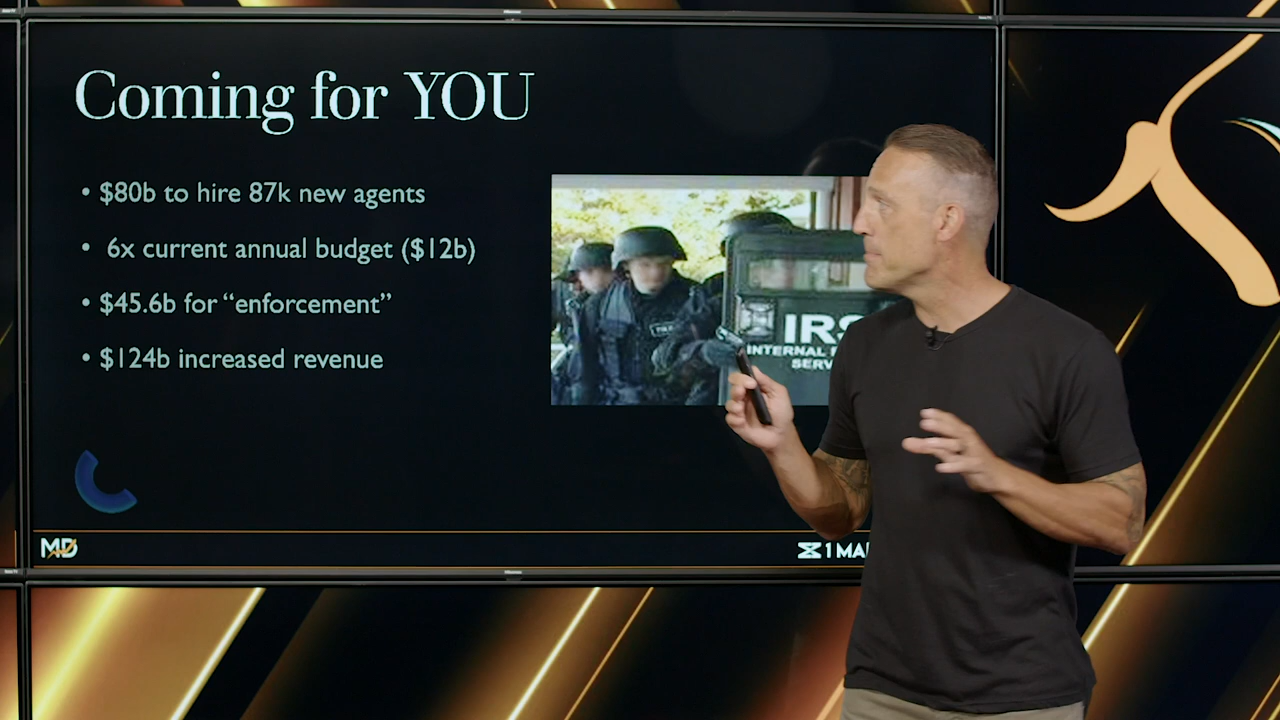 Coming for YOU
• $80b to hire 87k new agents
• 6x current annual budget ($12b)
• $45.6b for “enforcement”
• $124b increased revenue
IRS
INTERNAL
SERV
MD
1 MA